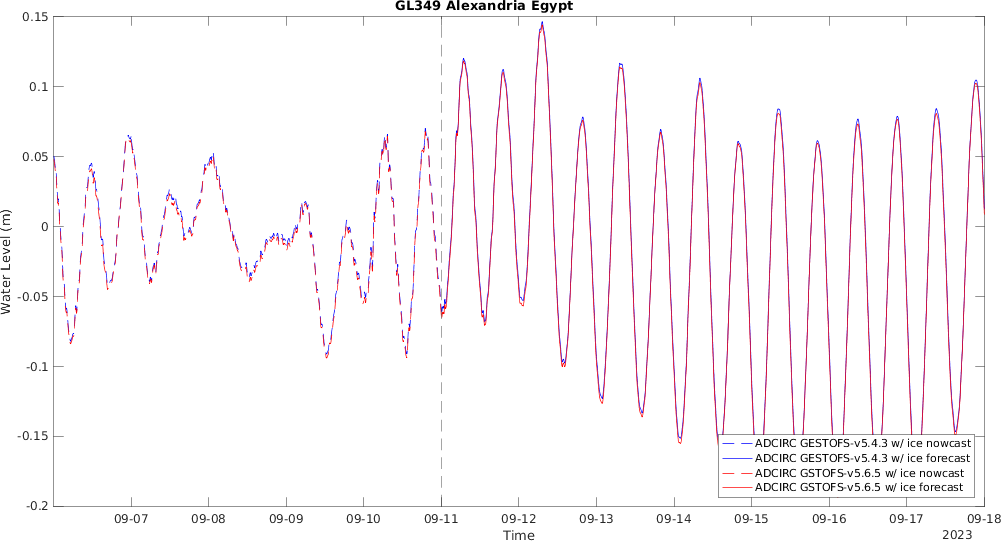 GL349 Alexandria Egypt
0.15
0.1
0.05
0
-0.05
-0.1
-0.15
-0.2
Water Level (m)
ADCIRC GESTOFS-v5.4.3 w/ ice nowcast
ADCIRC GESTOFS-v5.4.3 w/ ice forecast
ADCIRC GSTOFS-v5.6.5 w/ ice nowcast
ADCIRC GSTOFS-v5.6.5 w/ ice forecast
09-07 09-08 09-09 09-10 09-11 09-12 09-13 09-14 09-15 09-16 09-17 09-18
Time
2023